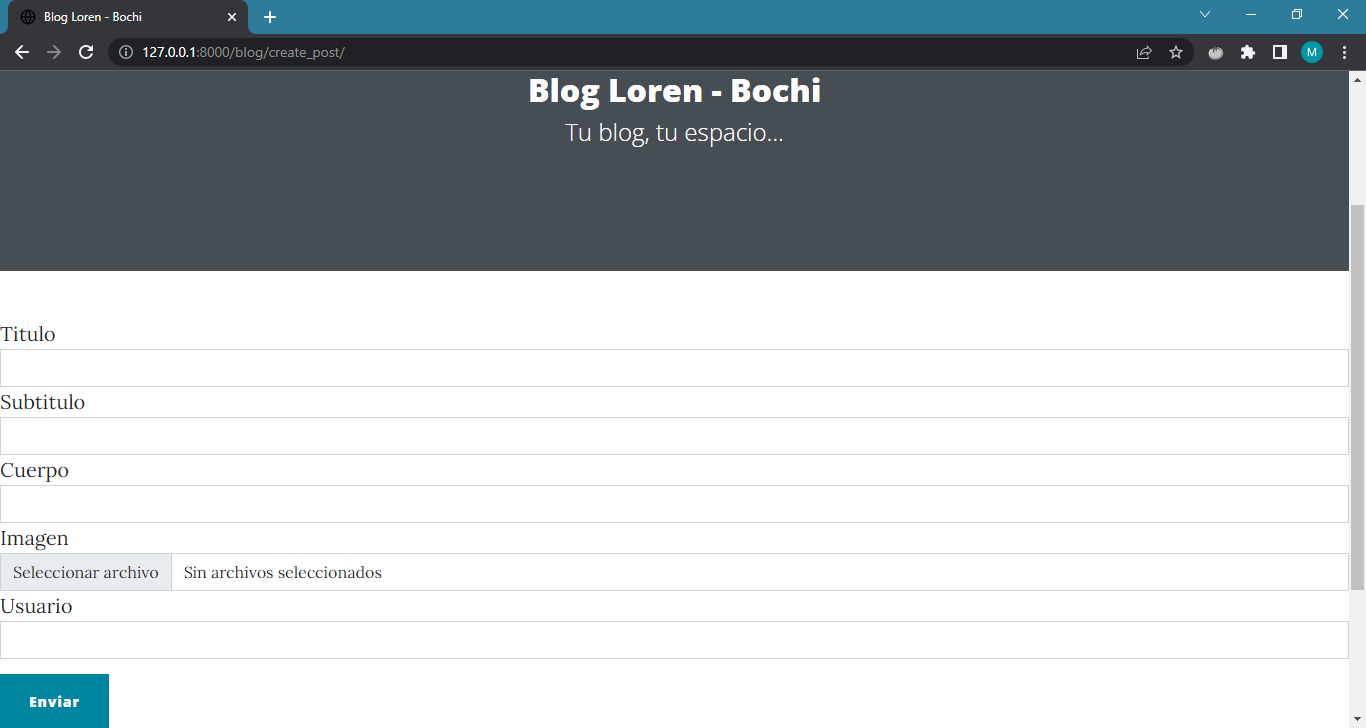 Blog Loren - Bochi
127.0.0.1:8000/blog/create_post/
M
Blog Loren - Bochi
Tu blog, tu espacio...
Titulo
Subtitulo
Cuerpo
Imagen
Seleccionar archivo Sin archivos seleccionados
Usuario
Enviar